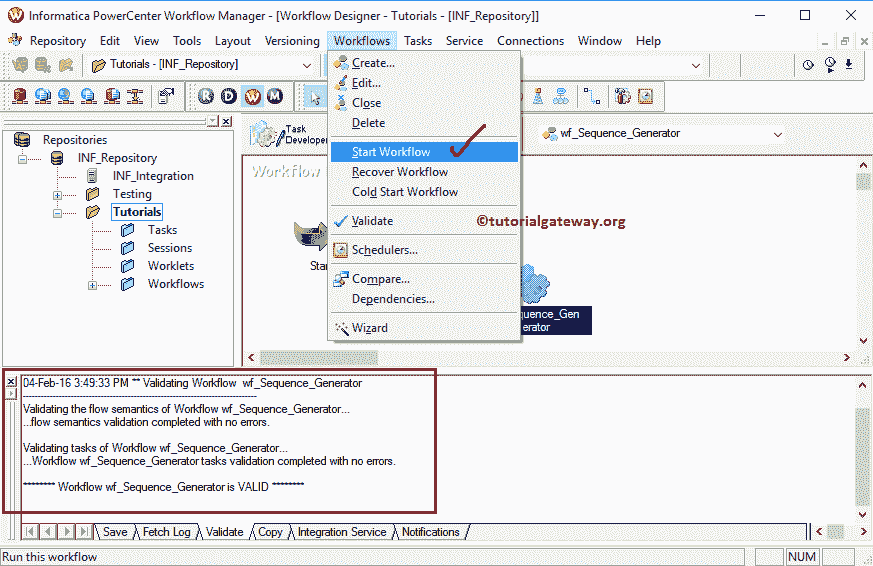 Informatica PowerCenter Workflow Manager - [Workflow Designer - Tutorials - [INF_Repository]]
Repository Edit View Tools Layout Versioning Workflows Tasks Service Connections Window Help
Tutorials - [INF_Repository]
Create...
Edit...
Close
Delete
Start Workflow
Recover Workflow
Cold Start Workflow
Validate
Schedulers...
Compare...
Dependencies...
Wizard
R D W M
Task
Developer
wf_Sequence_Generator
Repositories
INF_Repository
INF_Integration
Testing
Tutorials
Tasks
Sessions
Worklets
Workflows
Workflow
©tutorialgateway.org
Star
quence_Gen
erator
04-Feb-16 3:49:33 PM ** Validating Workflow wf_Sequence_Generator
Validating the flow semantics of Workflow wf_Sequence_Generator...
...flow semantics validation completed with no errors.
Validating tasks of Workflow wf_Sequence_Generator...
...Workflow wf_Sequence_Generator tasks validation completed with no errors.
******** Workflow wf_Sequence_Generator is VALID ********
Save Fetch Log Validate Copy Integration Service Notifications
Run this workflow NUM